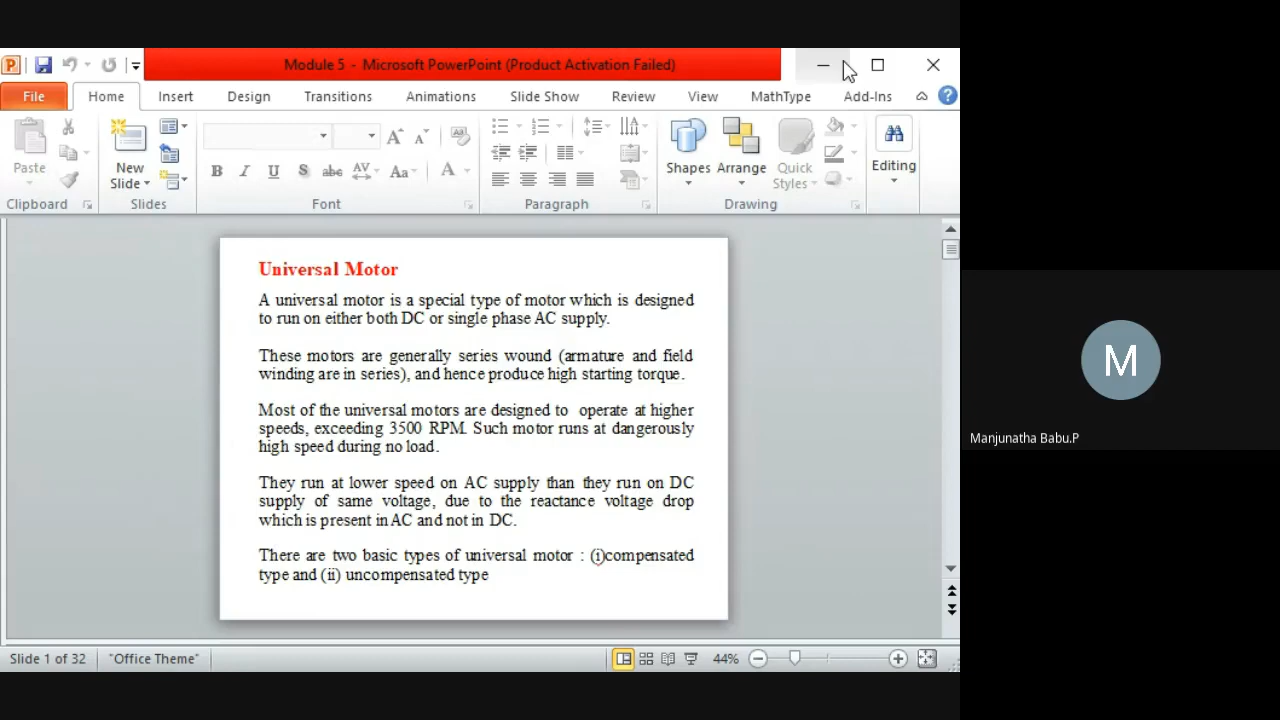 Module 5 - Microsoft PowerPoint (Product Activation Failed)
File Home Insert Design Transitions Animations Slide Show Review View MathType Add-Ins
Paste
New
Slide
B I U S abc AV Aa A
Shapes Arrange Quick
Styles
Editing
Clipboard Slides Font Paragraph Drawing
Universal Motor
A universal motor is a special type of motor which is designed
to run on either both DC or single phase AC supply.
These motors are generally series wound (armature and field
winding are in series), and hence produce high starting torque.
Most of the universal motors are designed to operate at higher
speeds, exceeding 3500 RPM. Such motor runs at dangerously
high speed during no load.
They run at lower speed on AC supply than they run on DC
supply of same voltage, due to the reactance voltage drop
which is present in AC and not in DC.
There are two basic types of universal motor : (i)compensated
type and (ii) uncompensated type
Slide 1 of 32 "Office Theme" 44%
M
Manjunatha Babu.P